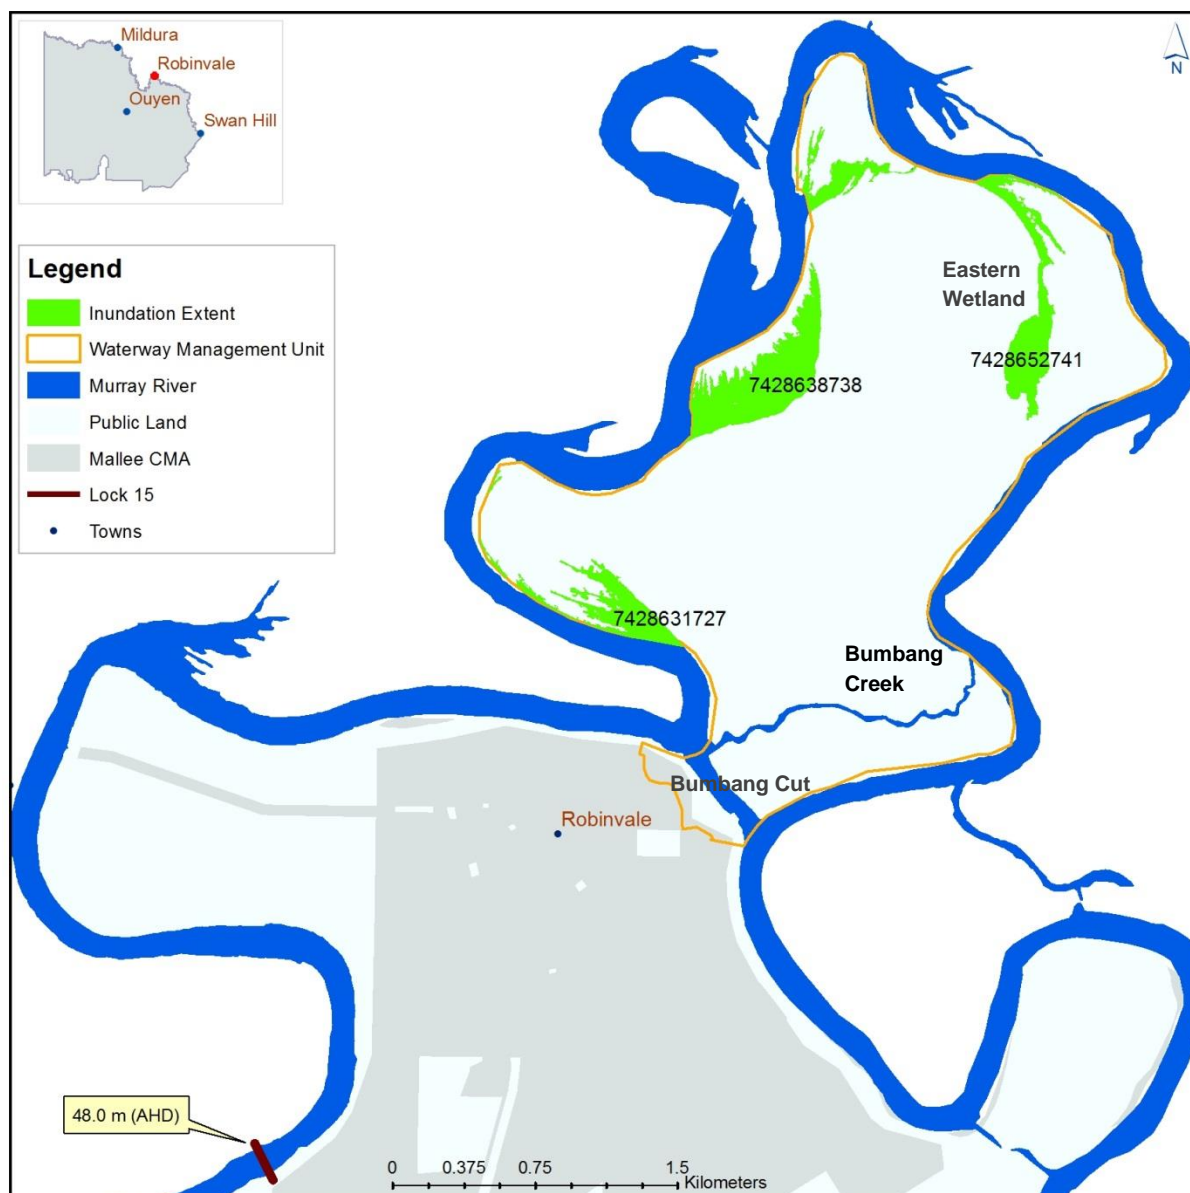 Mildura
Robinvale
Ouyen
Swan Hill
N
Legend
Inundation Extent
Waterway Management Unit
Murray River
Public Land
Mallee CMA
Lock 15
Towns
Eastern
Wetland
7428638738
7428652741
7428631727
Bumbang
Creek
Bumbang Cut
Robinvale
48.0 m (AHD)
0 0.375 0.75 1.5
Kilometers